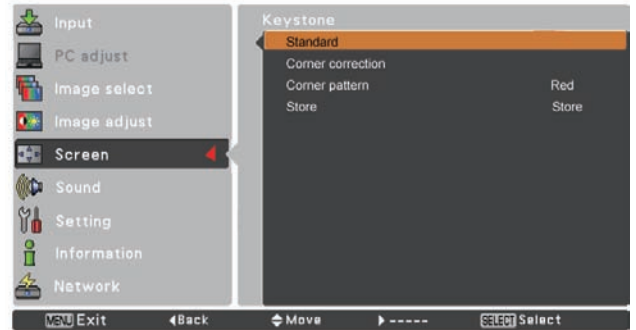 Input
PC adjust
Image select
Image adjust
Screen
Sound
Setting
Information
Network
Keystone
Standard
Corner correction
Corner pattern Red
Store Store
MENU Exit ◀Back Move ▶----- SELECT Select